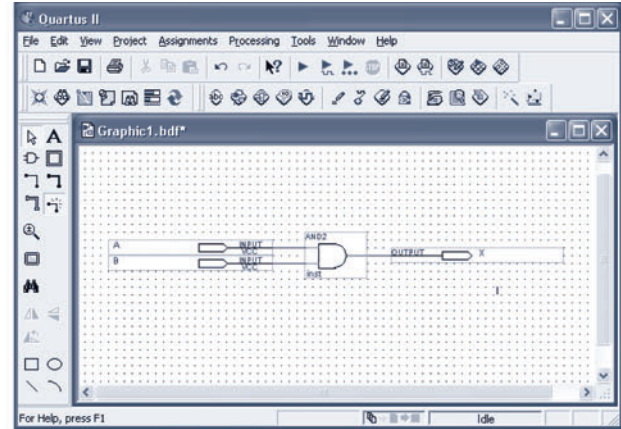 Quartus II
File Edit View Project Assignments Processing Tools Window Help
A
Graphic1.bdf*
AND2
A INPUT
VCC
OUTPUT X
B INPUT
VCC
inst
For Help, press F1
Idle